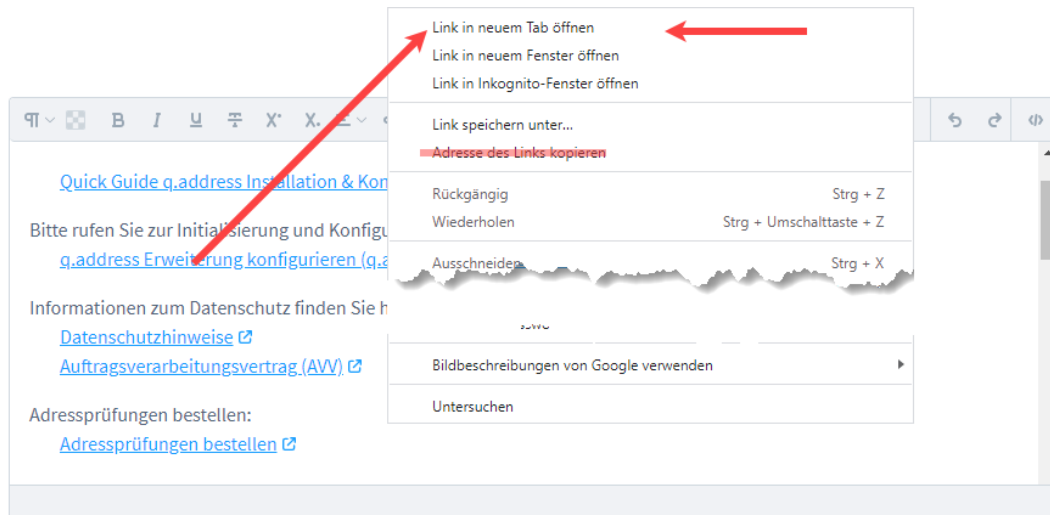 Link in neuem Tab öffnen
Link in neuem Fenster öffnen
Link in Inkognito-Fenster öffnen
Link speichern unter...
Adresse des Links kopieren
Rückgängig Strg + Z
Wiederholen Strg + Umschalttaste + Z
Ausschneiden Strg + X
Bildbeschreibungen von Google verwenden
Untersuchen
B I U T X X.
Quick Guide q.address Installation & Kon
Bitte rufen Sie zur Initialisierung und Konfigu
q.address Erweiterung konfigurieren (q.a
Informationen zum Datenschutz finden Sie h
Datenschutzhinweise
Auftragsverarbeitungsvertrag (AVV)
Adressprüfungen bestellen:
Adressprüfungen bestellen